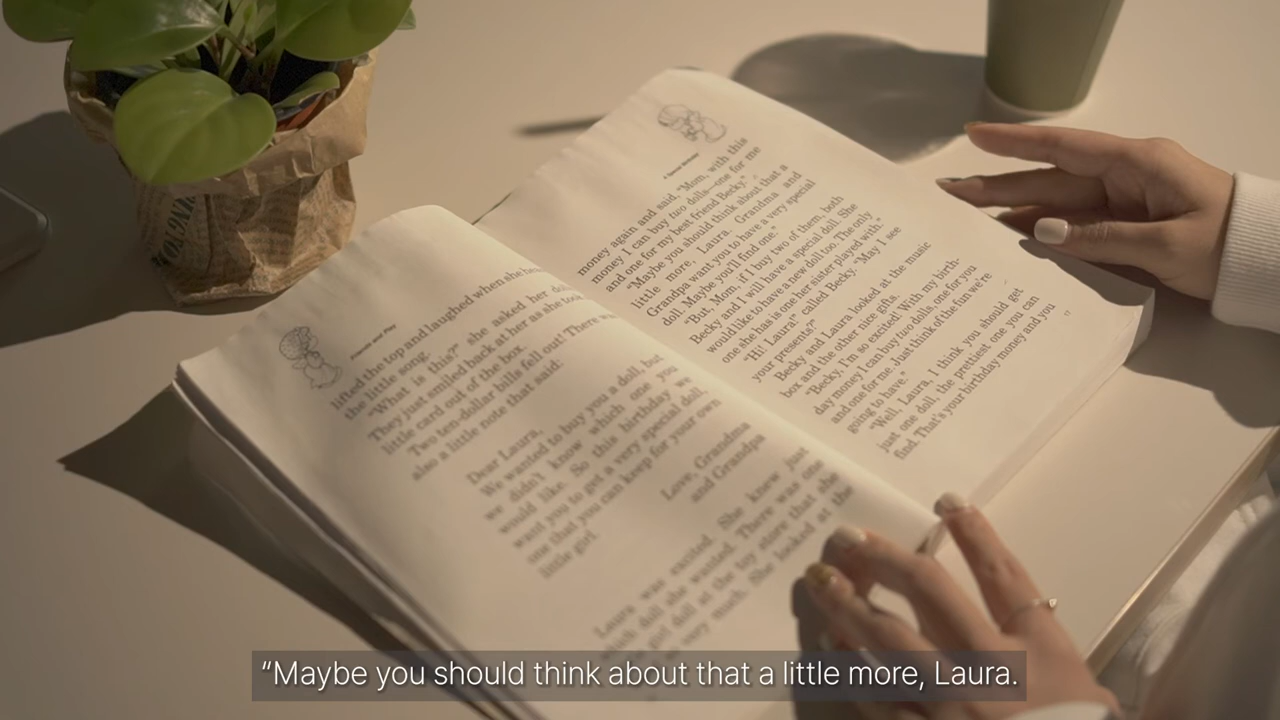 Friends and Play
lifted the top and laughed when she
the little song.
"What is this?" she asked her
They just smiled back at her as she
little card out of the box.
Two ten-dollar bills fell out! There
also a little note that said:
Dear Laura,
We wanted to buy you a doll, but
we didn't know which one you
would like. So this birthday we
want you to get a very special doll
one that you can keep for your own
little girl.
Love, Grandma
and Grandpa
Laura was excited. She knew just
which doll she wanted. There was one
girl doll at the toy store that she
very much. She looked at the
money again and said, "Mom, with this
money I can buy two dolls—one for me
and one for my best friend Becky."
"Maybe you should think about that a
little more, Laura. Grandma and
Grandpa want you to have a very special
doll. Maybe you'll find one."
"But, Mom, if I buy two of them, both
Becky and I will have a special doll. She
would like to have a new doll too. The only
one she has is one her sister played with."
"Hi! Laura!" called Becky. "May I see
your presents?"
Becky and Laura looked at the music
box and the other nice gifts.
"Becky, I'm so excited! With my birth-
day money I can buy two dolls, one for you
and one for me. Just think of the fun we're
going to have."
"Well, Laura, I think you should get
just one doll, the prettiest one you can
find. That's your birthday money and you
17
“Maybe you should think about that a little more, Laura.